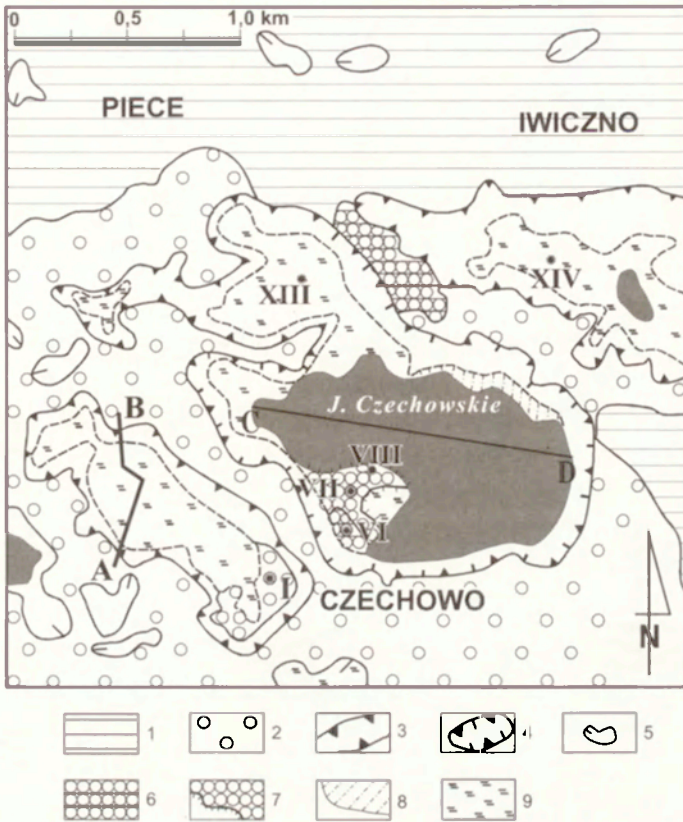 0 0,5 1,0 km
PIECE
IWICZNO
XIII
XIV
B
J. Czechowskie
C
VIII
D
VII
VI
A
I
CZECHOWO
N
1 2 3 4 5
6 7 8 9